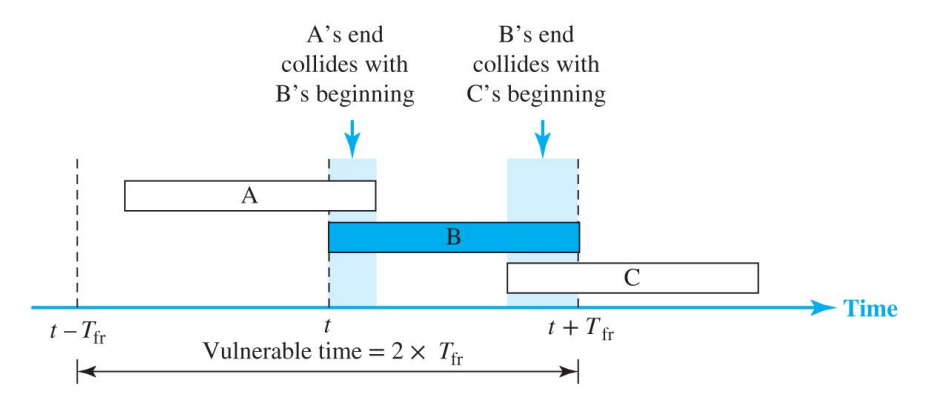 A’s end
collides with
B’s beginning
B’s end
collides with
C’s beginning
A
B
C
Time
t – Tfr
t
t + Tfr
Vulnerable time = 2 × Tfr